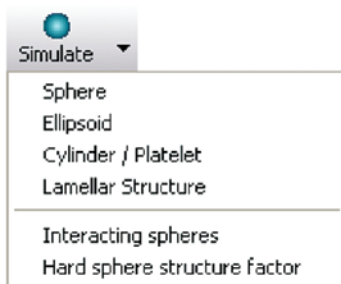 Simulate
Sphere
Ellipsoid
Cylinder / Platelet
Lamellar Structure
Interacting spheres
Hard sphere structure factor